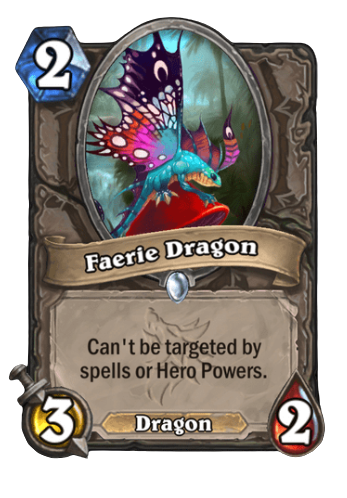 2
Faerie Dragon
Can't be targeted by
spells or Hero Powers.
3
Dragon
2